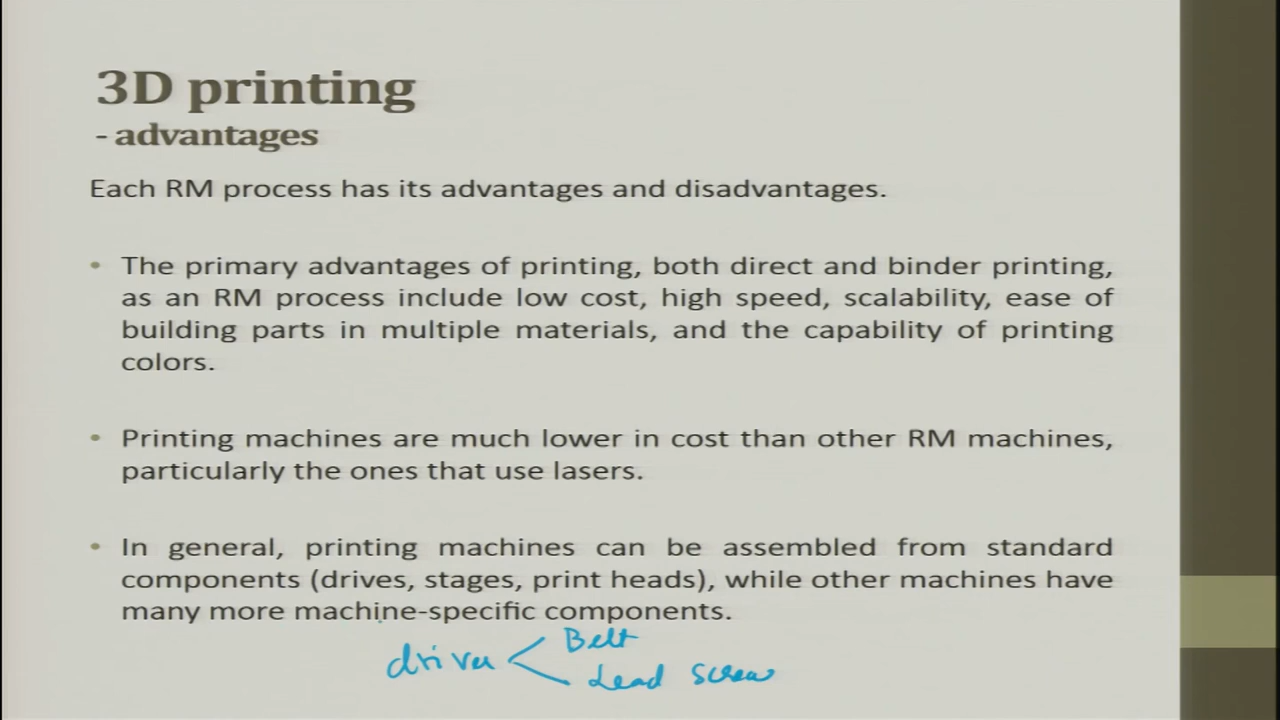 3D printing
- advantages
Each RM process has its advantages and disadvantages.
• The primary advantages of printing, both direct and binder printing,
as an RM process include low cost, high speed, scalability, ease of
building parts in multiple materials, and the capability of printing
colors.
• Printing machines are much lower in cost than other RM machines,
particularly the ones that use lasers.
• In general, printing machines can be assembled from standard
components (drives, stages, print heads), while other machines have
many more machine-specific components.
Belt
drives
Lead Screw